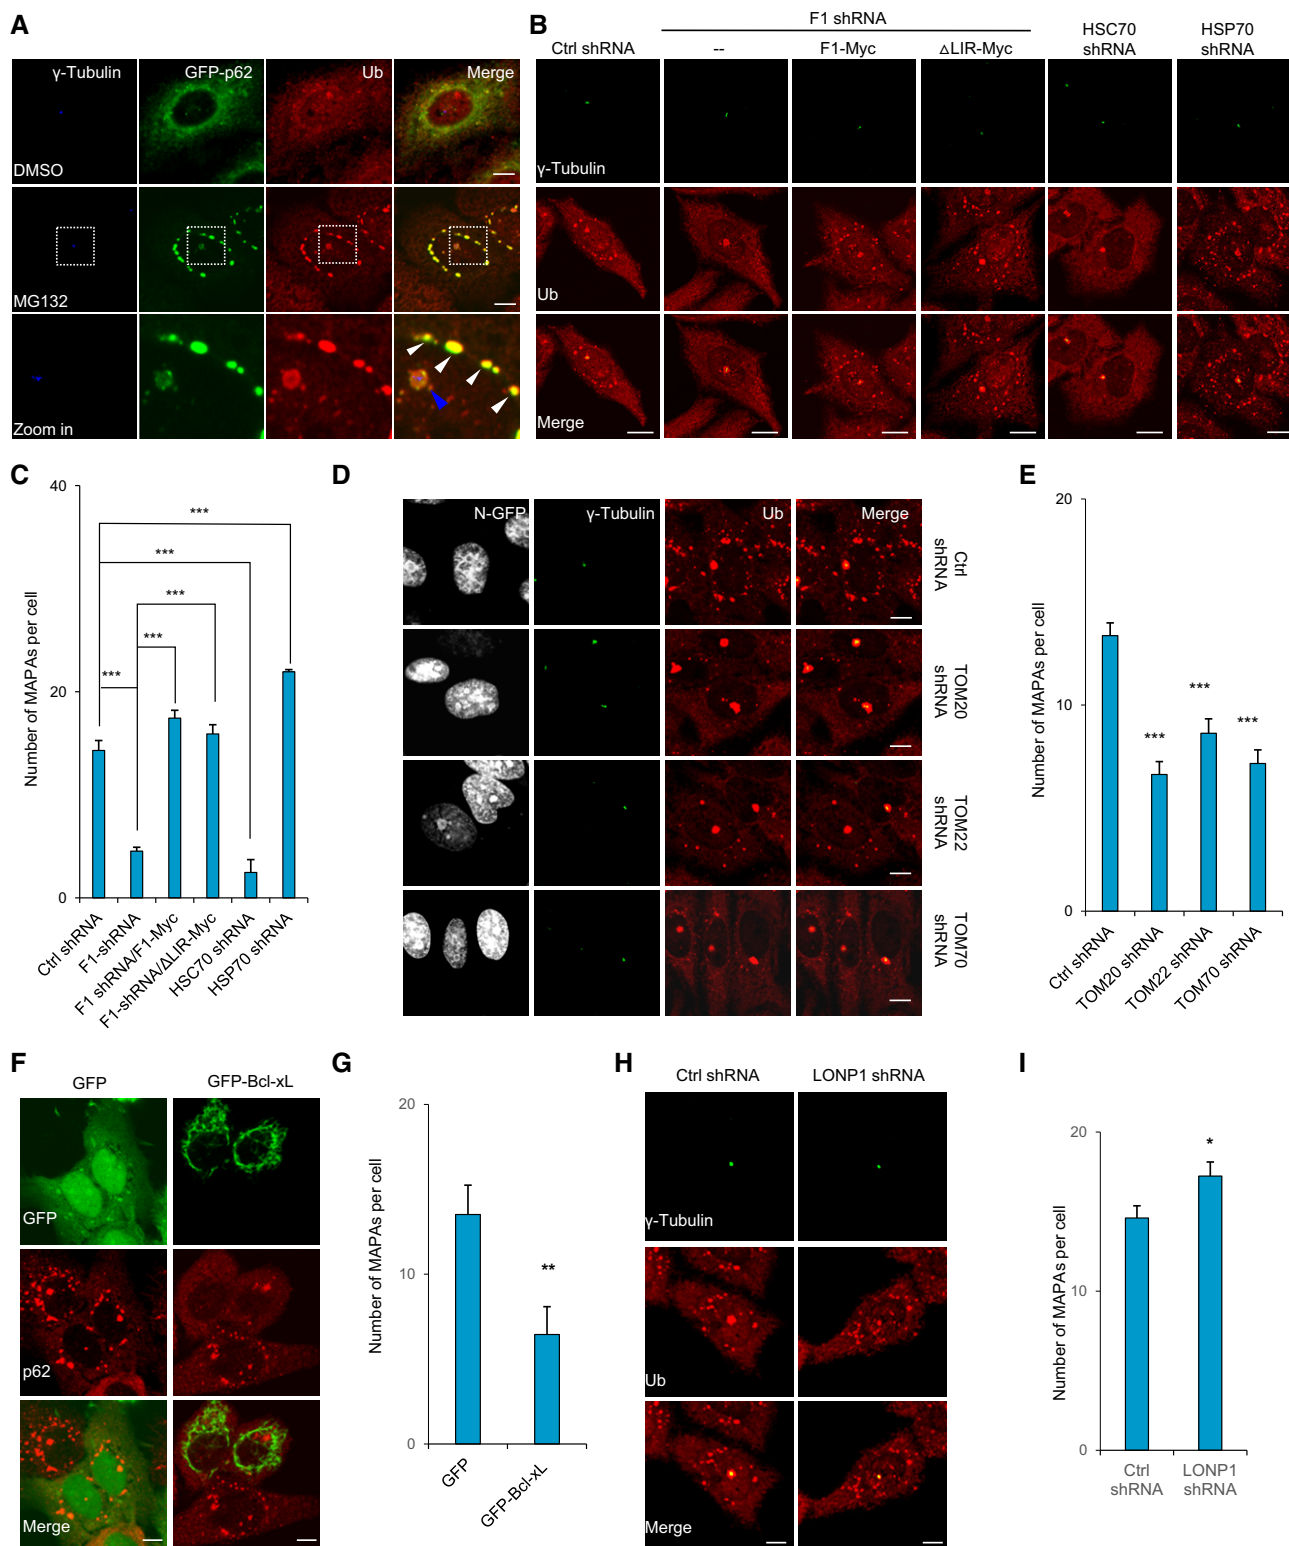 A
γ-Tubulin GFP-p62 Ub Merge
DMSO
MG132
Zoom in
B
F1 shRNA
Ctrl shRNA -- F1-Myc △LIR-Myc HSC70 shRNA HSP70 shRNA
γ-Tubulin
Ub
Merge
C
Number of MAPAs per cell
40
20
0
***
***
***
***
***
Ctrl shRNA
F1-shRNA
F1 shRNA/F1-Myc
F1-shRNA/ΔLIR-Myc
HSC70 shRNA
HSP70 shRNA
D
N-GFP γ-Tubulin Ub Merge
Ctrl shRNA
TOM20 shRNA
TOM22 shRNA
TOM70 shRNA
E
Number of MAPAs per cell
20
10
0
***
***
***
Ctrl shRNA
TOM20 shRNA
TOM22 shRNA
TOM70 shRNA
F
GFP GFP-Bcl-xL
GFP
p62
Merge
G
Number of MAPAs per cell
20
10
0
**
GFP
GFP-Bcl-xL
H
Ctrl shRNA LONP1 shRNA
γ-Tubulin
Ub
Merge
I
Number of MAPAs per cell
20
10
0
*
Ctrl shRNA
LONP1 shRNA